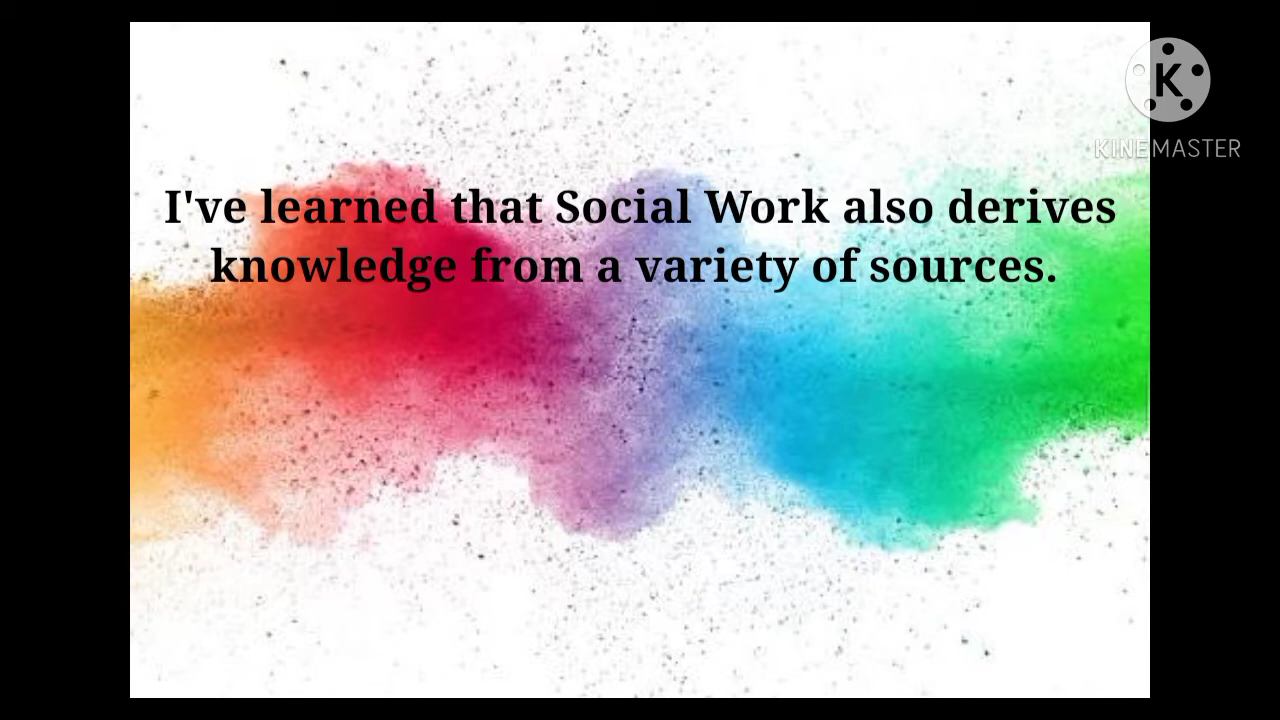 I've learned that Social Work also derives
knowledge from a variety of sources.
K
KINEMASTER